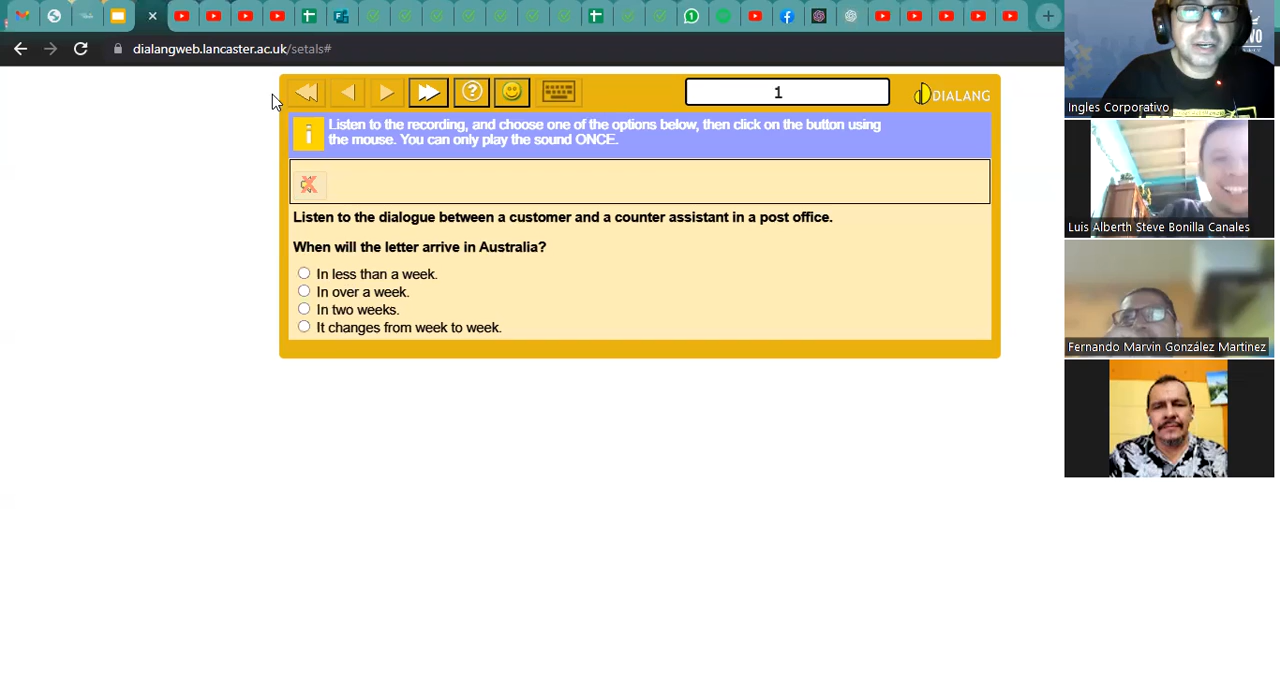 dialangweb.lancaster.ac.uk/setals#
1
DIALANG
Listen to the recording, and choose one of the options below, then click on the button using
the mouse. You can only play the sound ONCE.
Listen to the dialogue between a customer and a counter assistant in a post office.
When will the letter arrive in Australia?
In less than a week.
In over a week.
In two weeks.
It changes from week to week.
Ingles Corporativo
Luis Alberth Steve Bonilla Canales
Fernando Marvin González Martinez